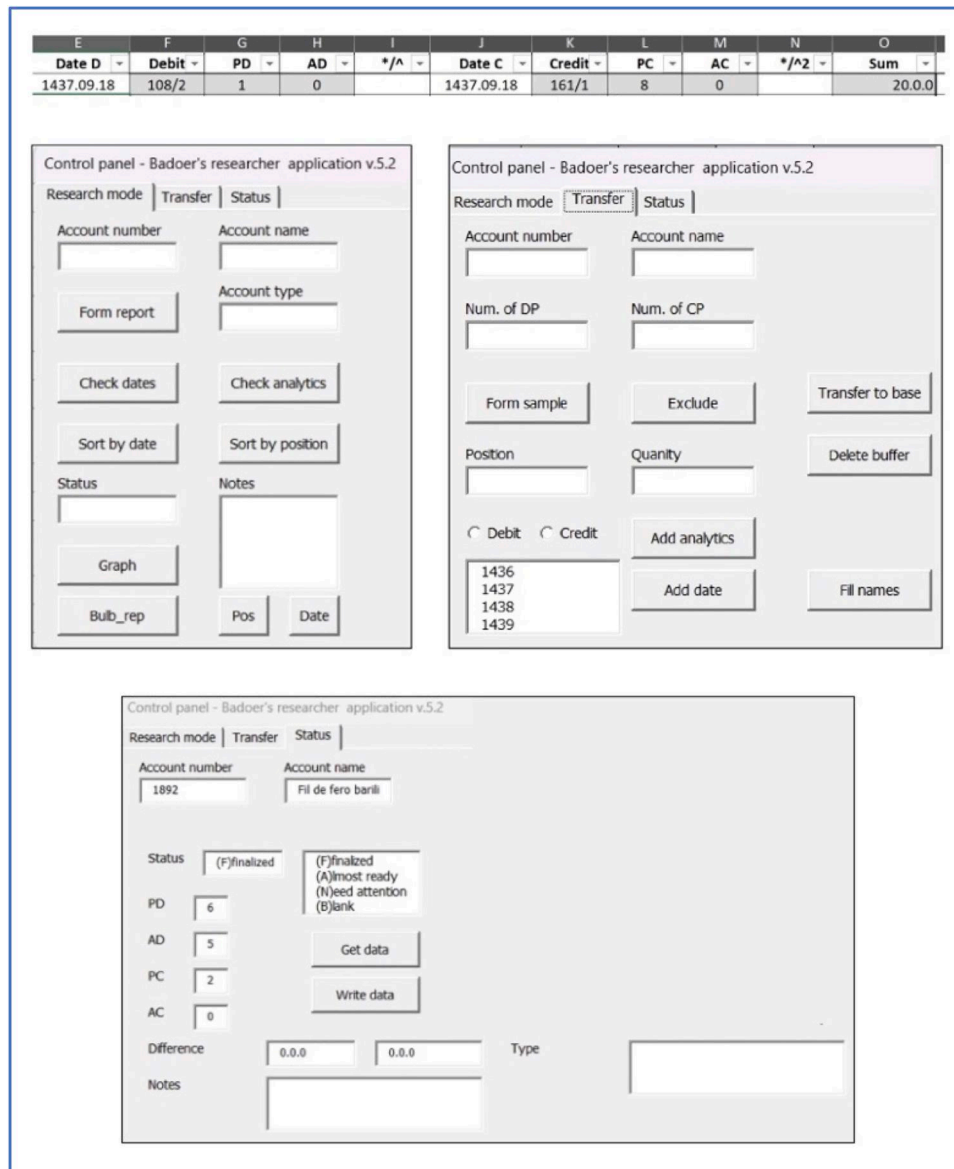 E F G H I J K L M N O
Date D Debit PD AD */^ Date C Credit PC AC */^2 Sum
1437.09.18 108/2 1 0 1437.09.18 161/1 8 0 20.0.0
Control panel - Badoer's researcher application v.5.2
Research mode Transfer Status
Account number Account name
Account type
Form report
Check dates Check analytics
Sort by date Sort by position
Status Notes
Graph
Bulb_rep Pos Date
Control panel - Badoer's researcher application v.5.2
Research mode Transfer Status
Account number Account name
Num. of DP Num. of CP
Form sample Exclude Transfer to base
Position Quanity Delete buffer
Debit Credit Add analytics
1436
1437
1438
1439
Add date Fill names
Control panel - Badoer's researcher application v.5.2
Research mode Transfer Status
Account number Account name
1892 Fil de fero barili
Status (F)finalized (F)finalized
(A)lmost ready
(N)eed attention
(B)lank
PD 6
AD 5 Get data
PC 2 Write data
AC 0
Difference 0.0.0 0.0.0 Type
Notes